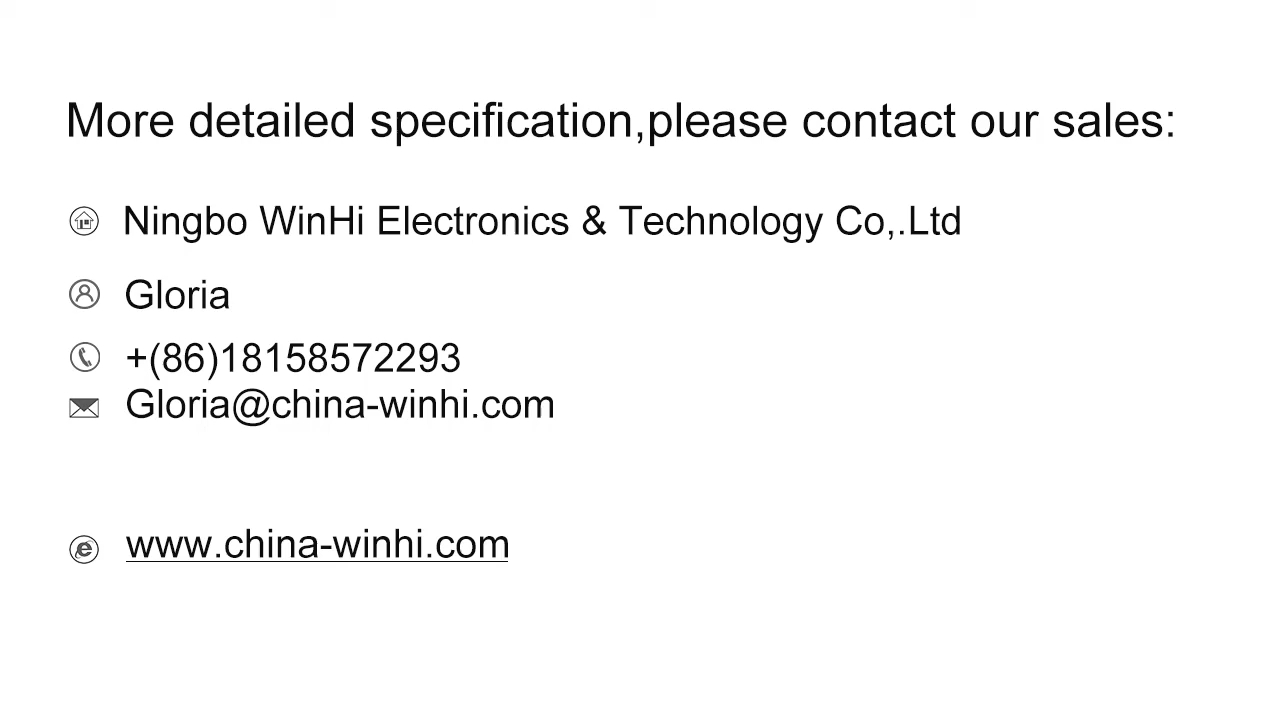 More detailed specification,please contact our sales:
Ningbo WinHi Electronics & Technology Co,.Ltd
Gloria
+(86)18158572293
Gloria@china-winhi.com
www.china-winhi.com